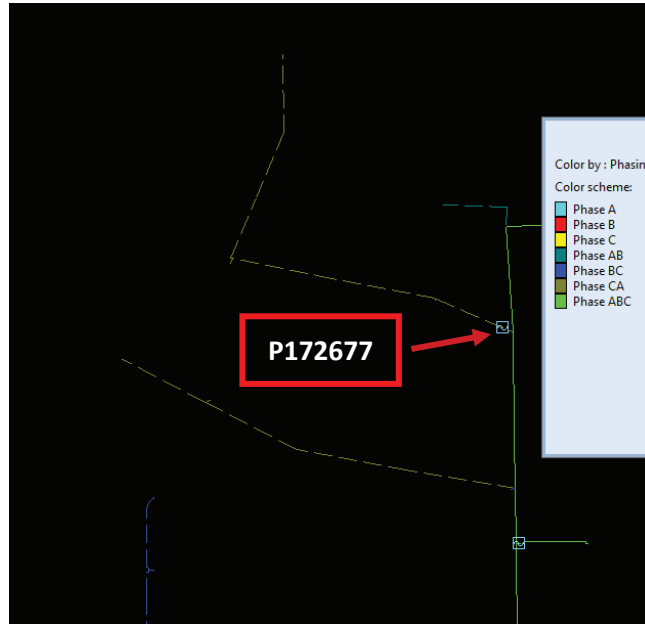 Color by : Phasin
Color scheme:
Phase A
Phase B
Phase C
Phase AB
Phase BC
Phase CA
Phase ABC
P172677